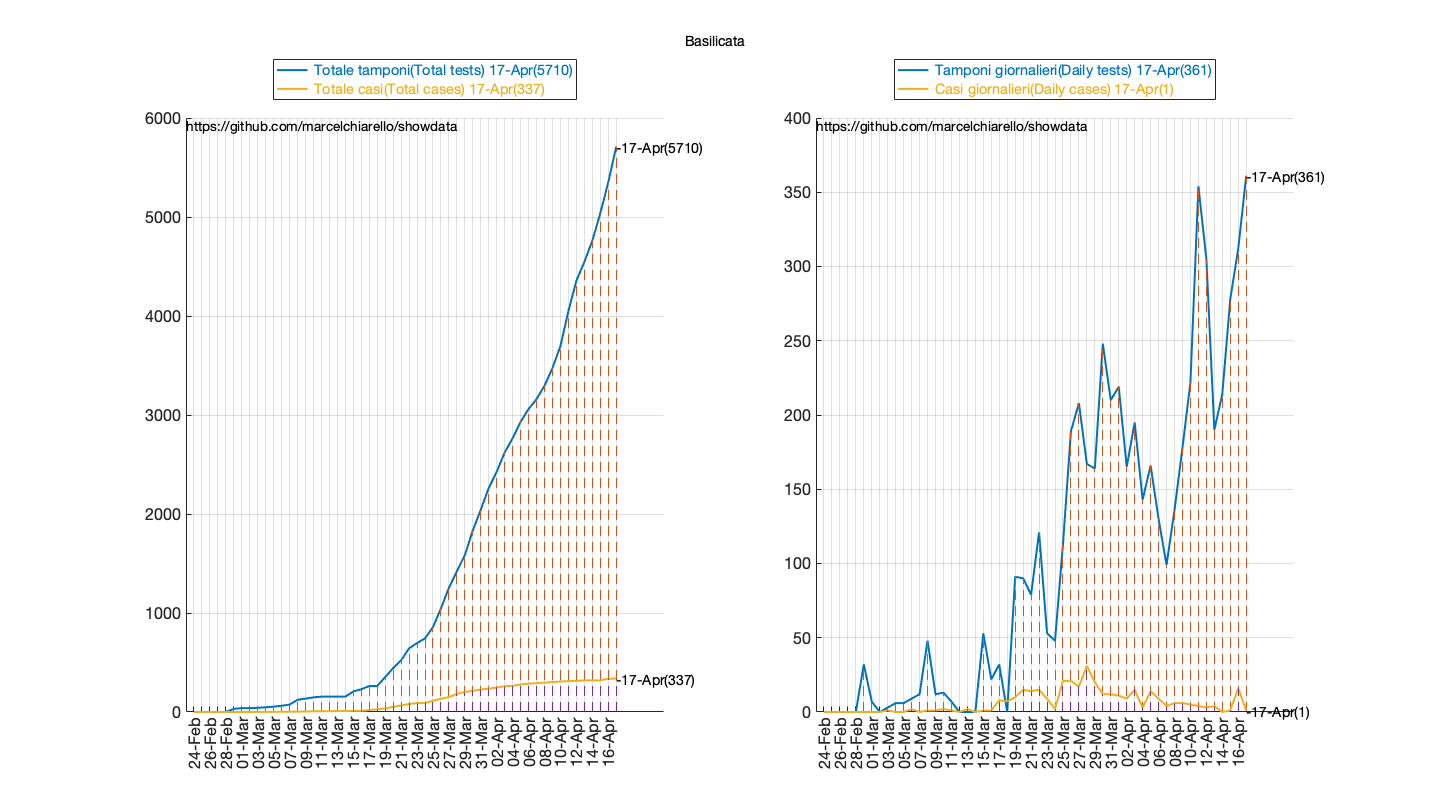 Basilicata
Totale tamponi(Total tests) 17-Apr(5710)
Totale casi(Total cases) 17-Apr(337)
https://github.com/marcelchiarello/showdata
6000
5000
4000
3000
2000
1000
0
17-Apr(5710)
17-Apr(337)
24-Feb
26-Feb
28-Feb
01-Mar
03-Mar
05-Mar
07-Mar
09-Mar
11-Mar
13-Mar
15-Mar
17-Mar
19-Mar
21-Mar
23-Mar
25-Mar
27-Mar
29-Mar
31-Mar
02-Apr
04-Apr
06-Apr
08-Apr
10-Apr
12-Apr
14-Apr
16-Apr
Tamponi giornalieri(Daily tests) 17-Apr(361)
Casi giornalieri(Daily cases) 17-Apr(1)
https://github.com/marcelchiarello/showdata
400
350
300
250
200
150
100
50
0
17-Apr(361)
17-Apr(1)
24-Feb
26-Feb
28-Feb
01-Mar
03-Mar
05-Mar
07-Mar
09-Mar
11-Mar
13-Mar
15-Mar
17-Mar
19-Mar
21-Mar
23-Mar
25-Mar
27-Mar
29-Mar
31-Mar
02-Apr
04-Apr
06-Apr
08-Apr
10-Apr
12-Apr
14-Apr
16-Apr